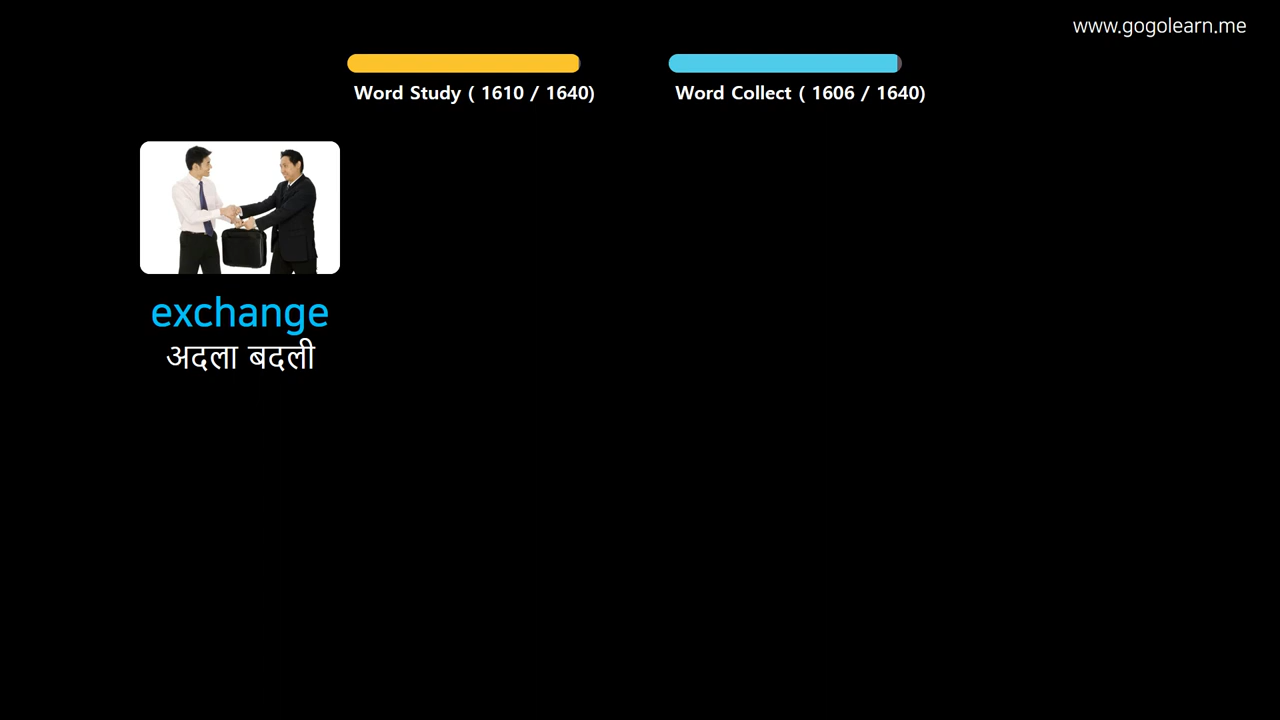 www.gogolearn.me
Word Study ( 1610 / 1640)
Word Collect ( 1606 / 1640)
exchange
अदला बदली